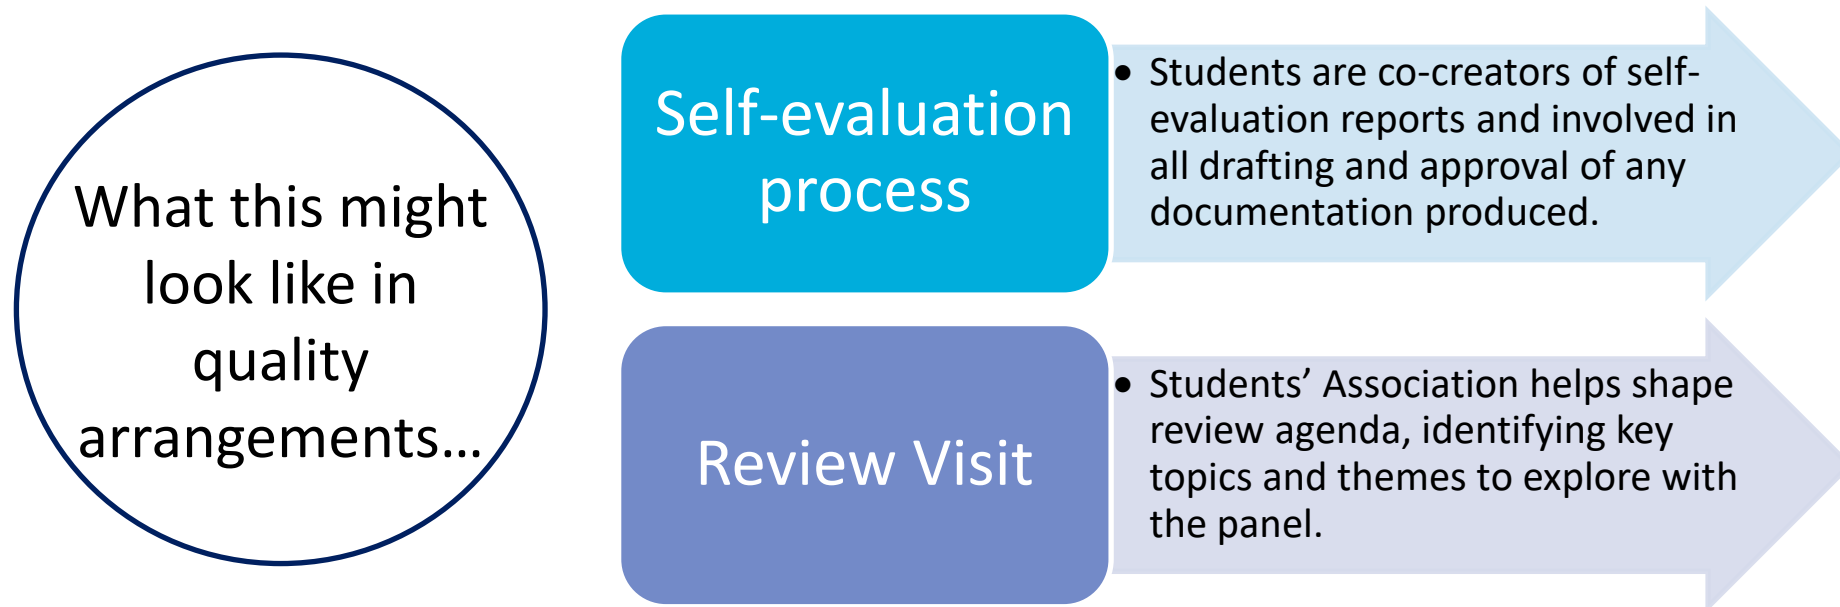 What this might
look like in
quality
arrangements…
Self-evaluation
process
• Students are co-creators of self-
evaluation reports and involved in
all drafting and approval of any
documentation produced.
Review Visit
• Students’ Association helps shape
review agenda, identifying key
topics and themes to explore with
the panel.